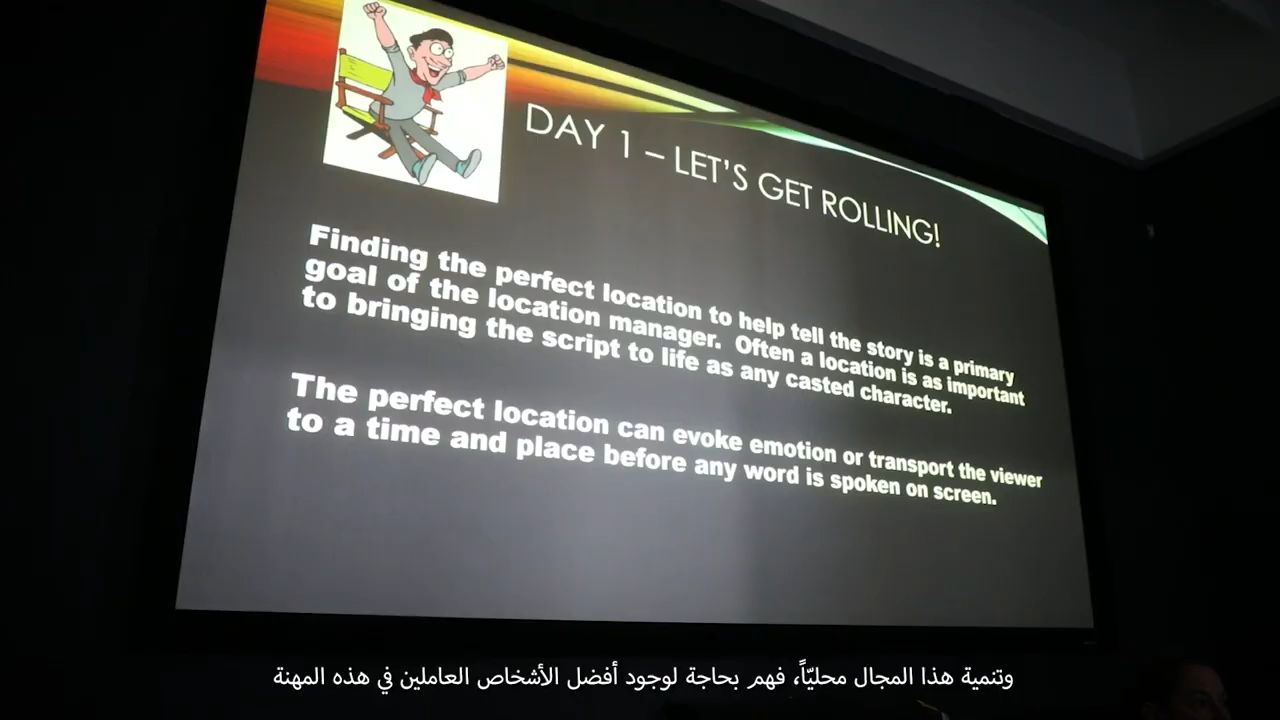 DAY 1 – LET'S GET ROLLING!
Finding the perfect location to help tell the story is a primary
goal of the location manager. Often a location is as important
to bringing the script to life as any casted character.
The perfect location can evoke emotion or transport the viewer
to a time and place before any word is spoken on screen.
وتنمية هذا المجال محليّاً، فهم بحاجة لوجود أفضل الأشخاص العاملين في هذه المهنة